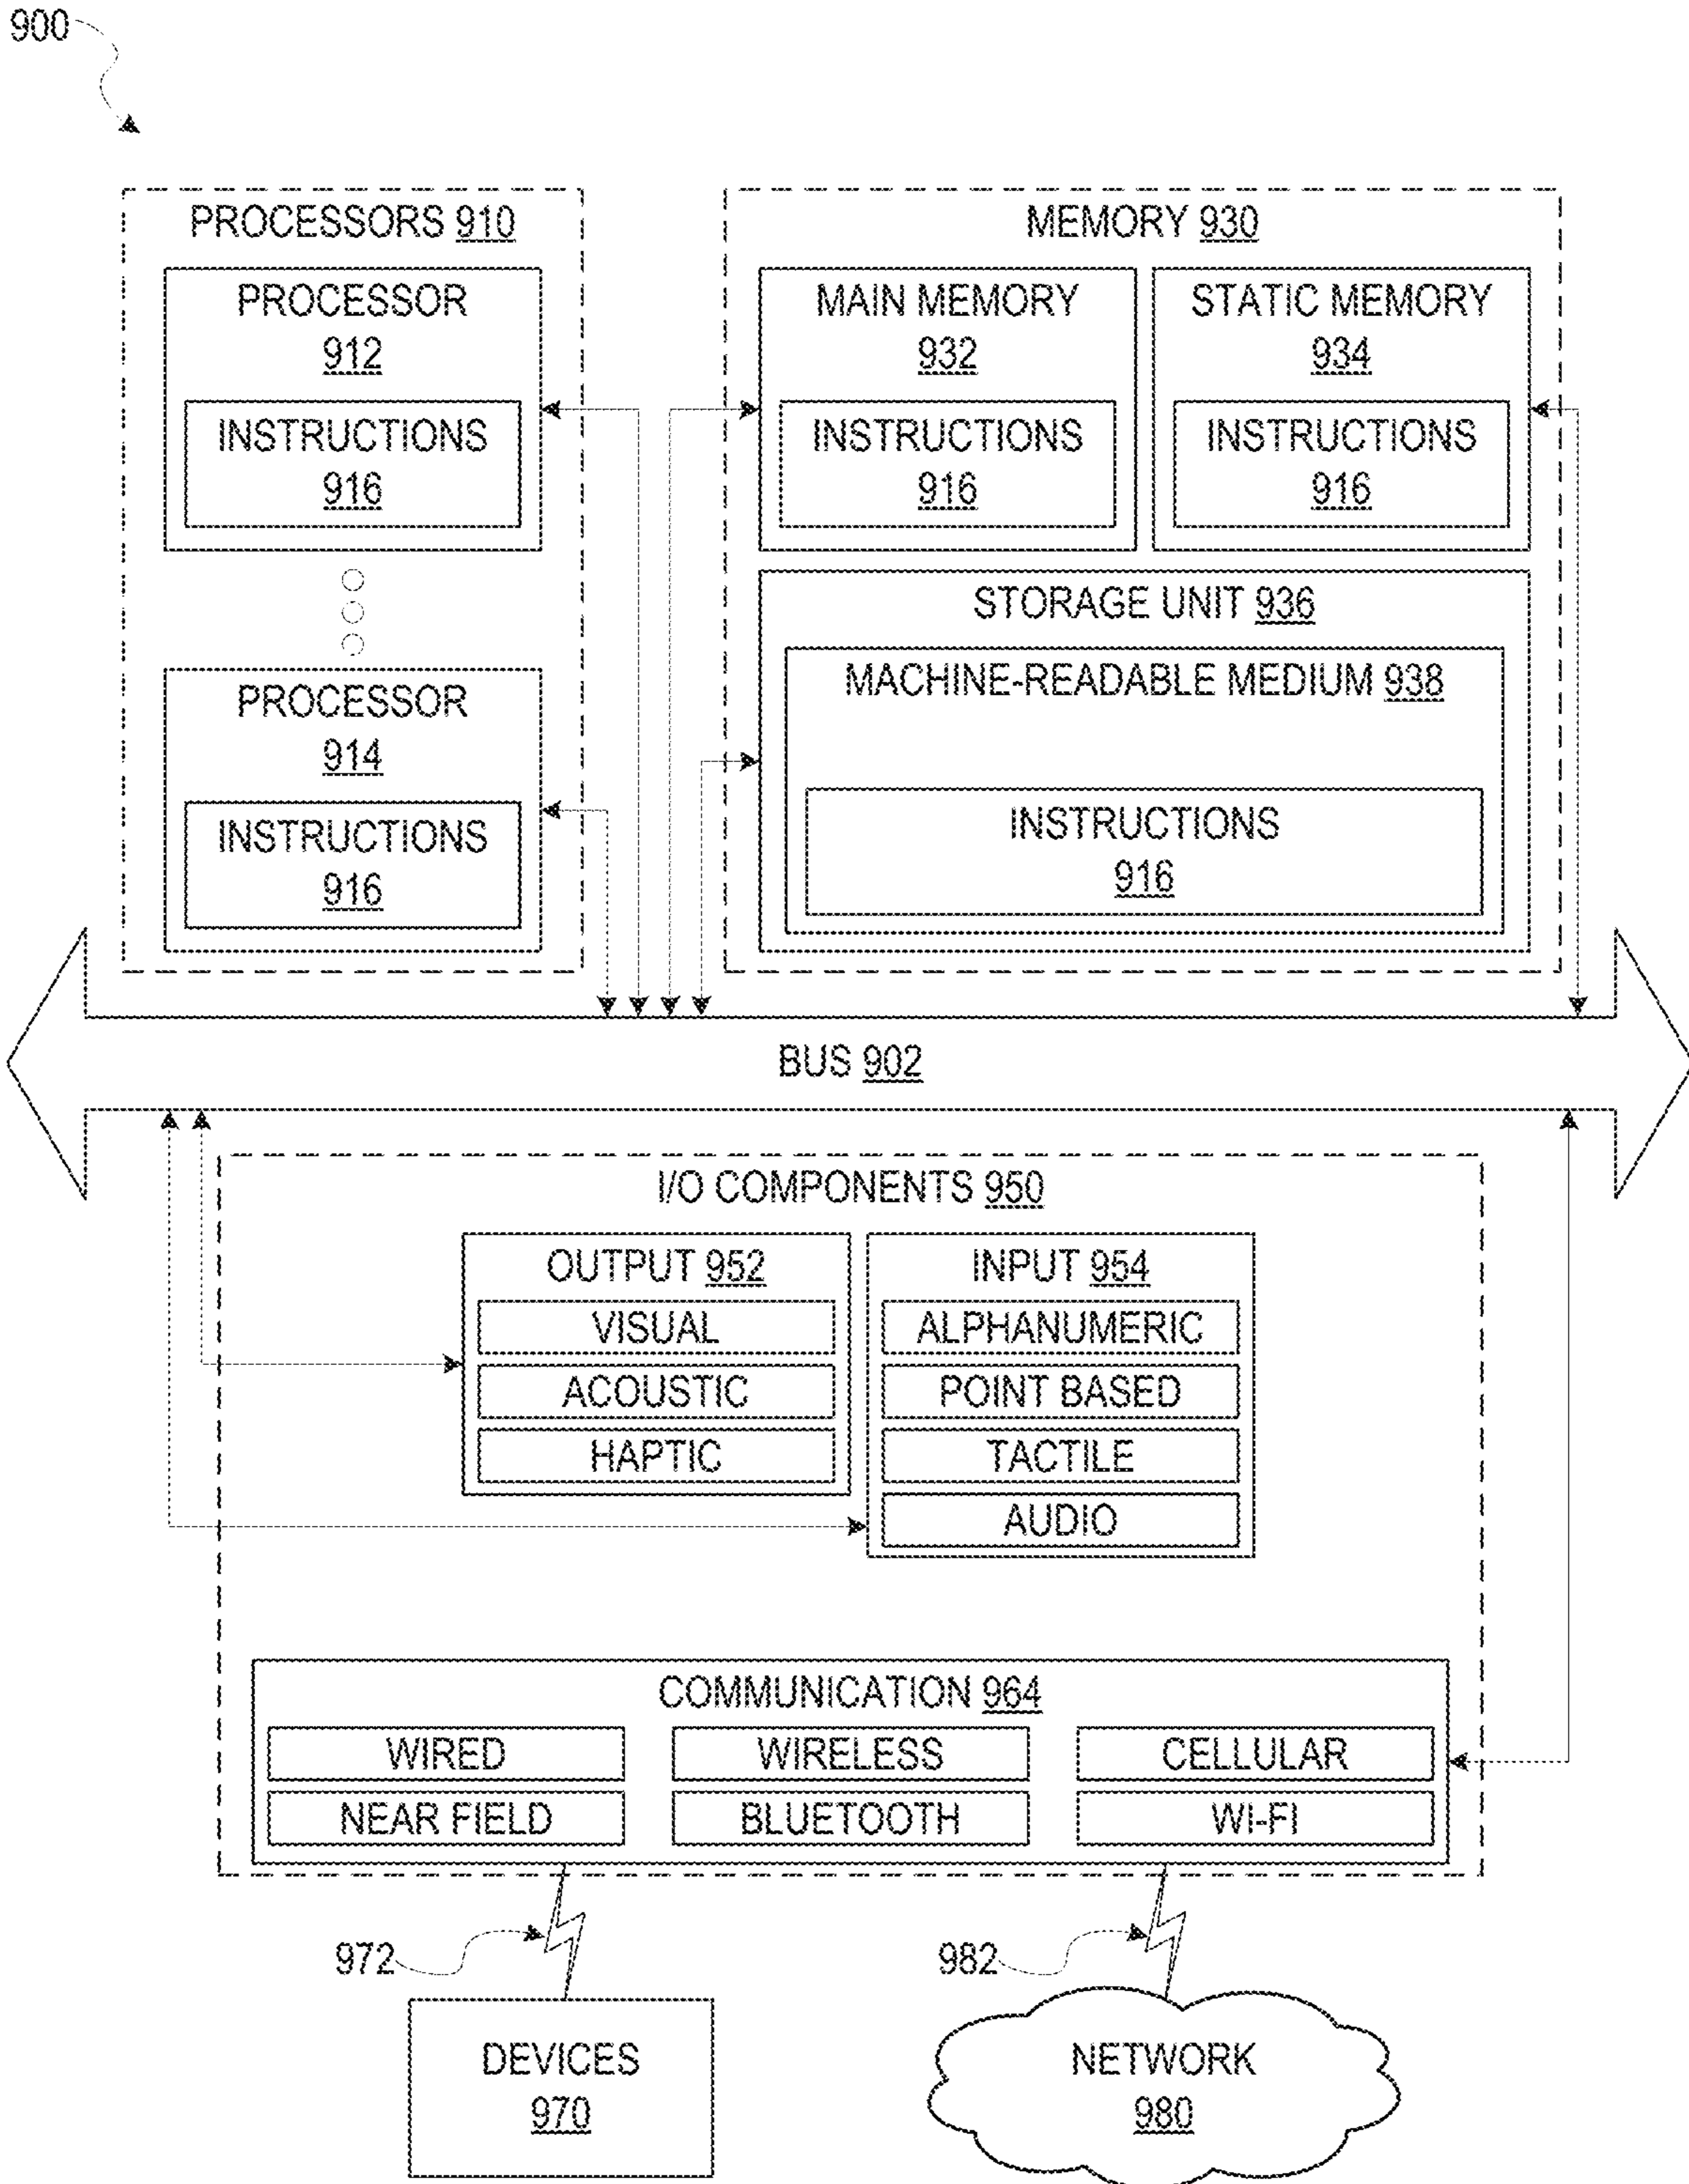 900
PROCESSORS 910
PROCESSOR
912
INSTRUCTIONS
916
PROCESSOR
914
INSTRUCTIONS
916
MEMORY 930
MAIN MEMORY
932
INSTRUCTIONS
916
STATIC MEMORY
934
INSTRUCTIONS
916
STORAGE UNIT 936
MACHINE-READABLE MEDIUM 938
INSTRUCTIONS
916
BUS 902
I/O COMPONENTS 950
OUTPUT 952
VISUAL
ACOUSTIC
HAPTIC
INPUT 954
ALPHANUMERIC
POINT BASED
TACTILE
AUDIO
COMMUNICATION 964
WIRED
WIRELESS
CELLULAR
NEAR FIELD
BLUETOOTH
WI-FI
972
982
DEVICES
970
NETWORK
980